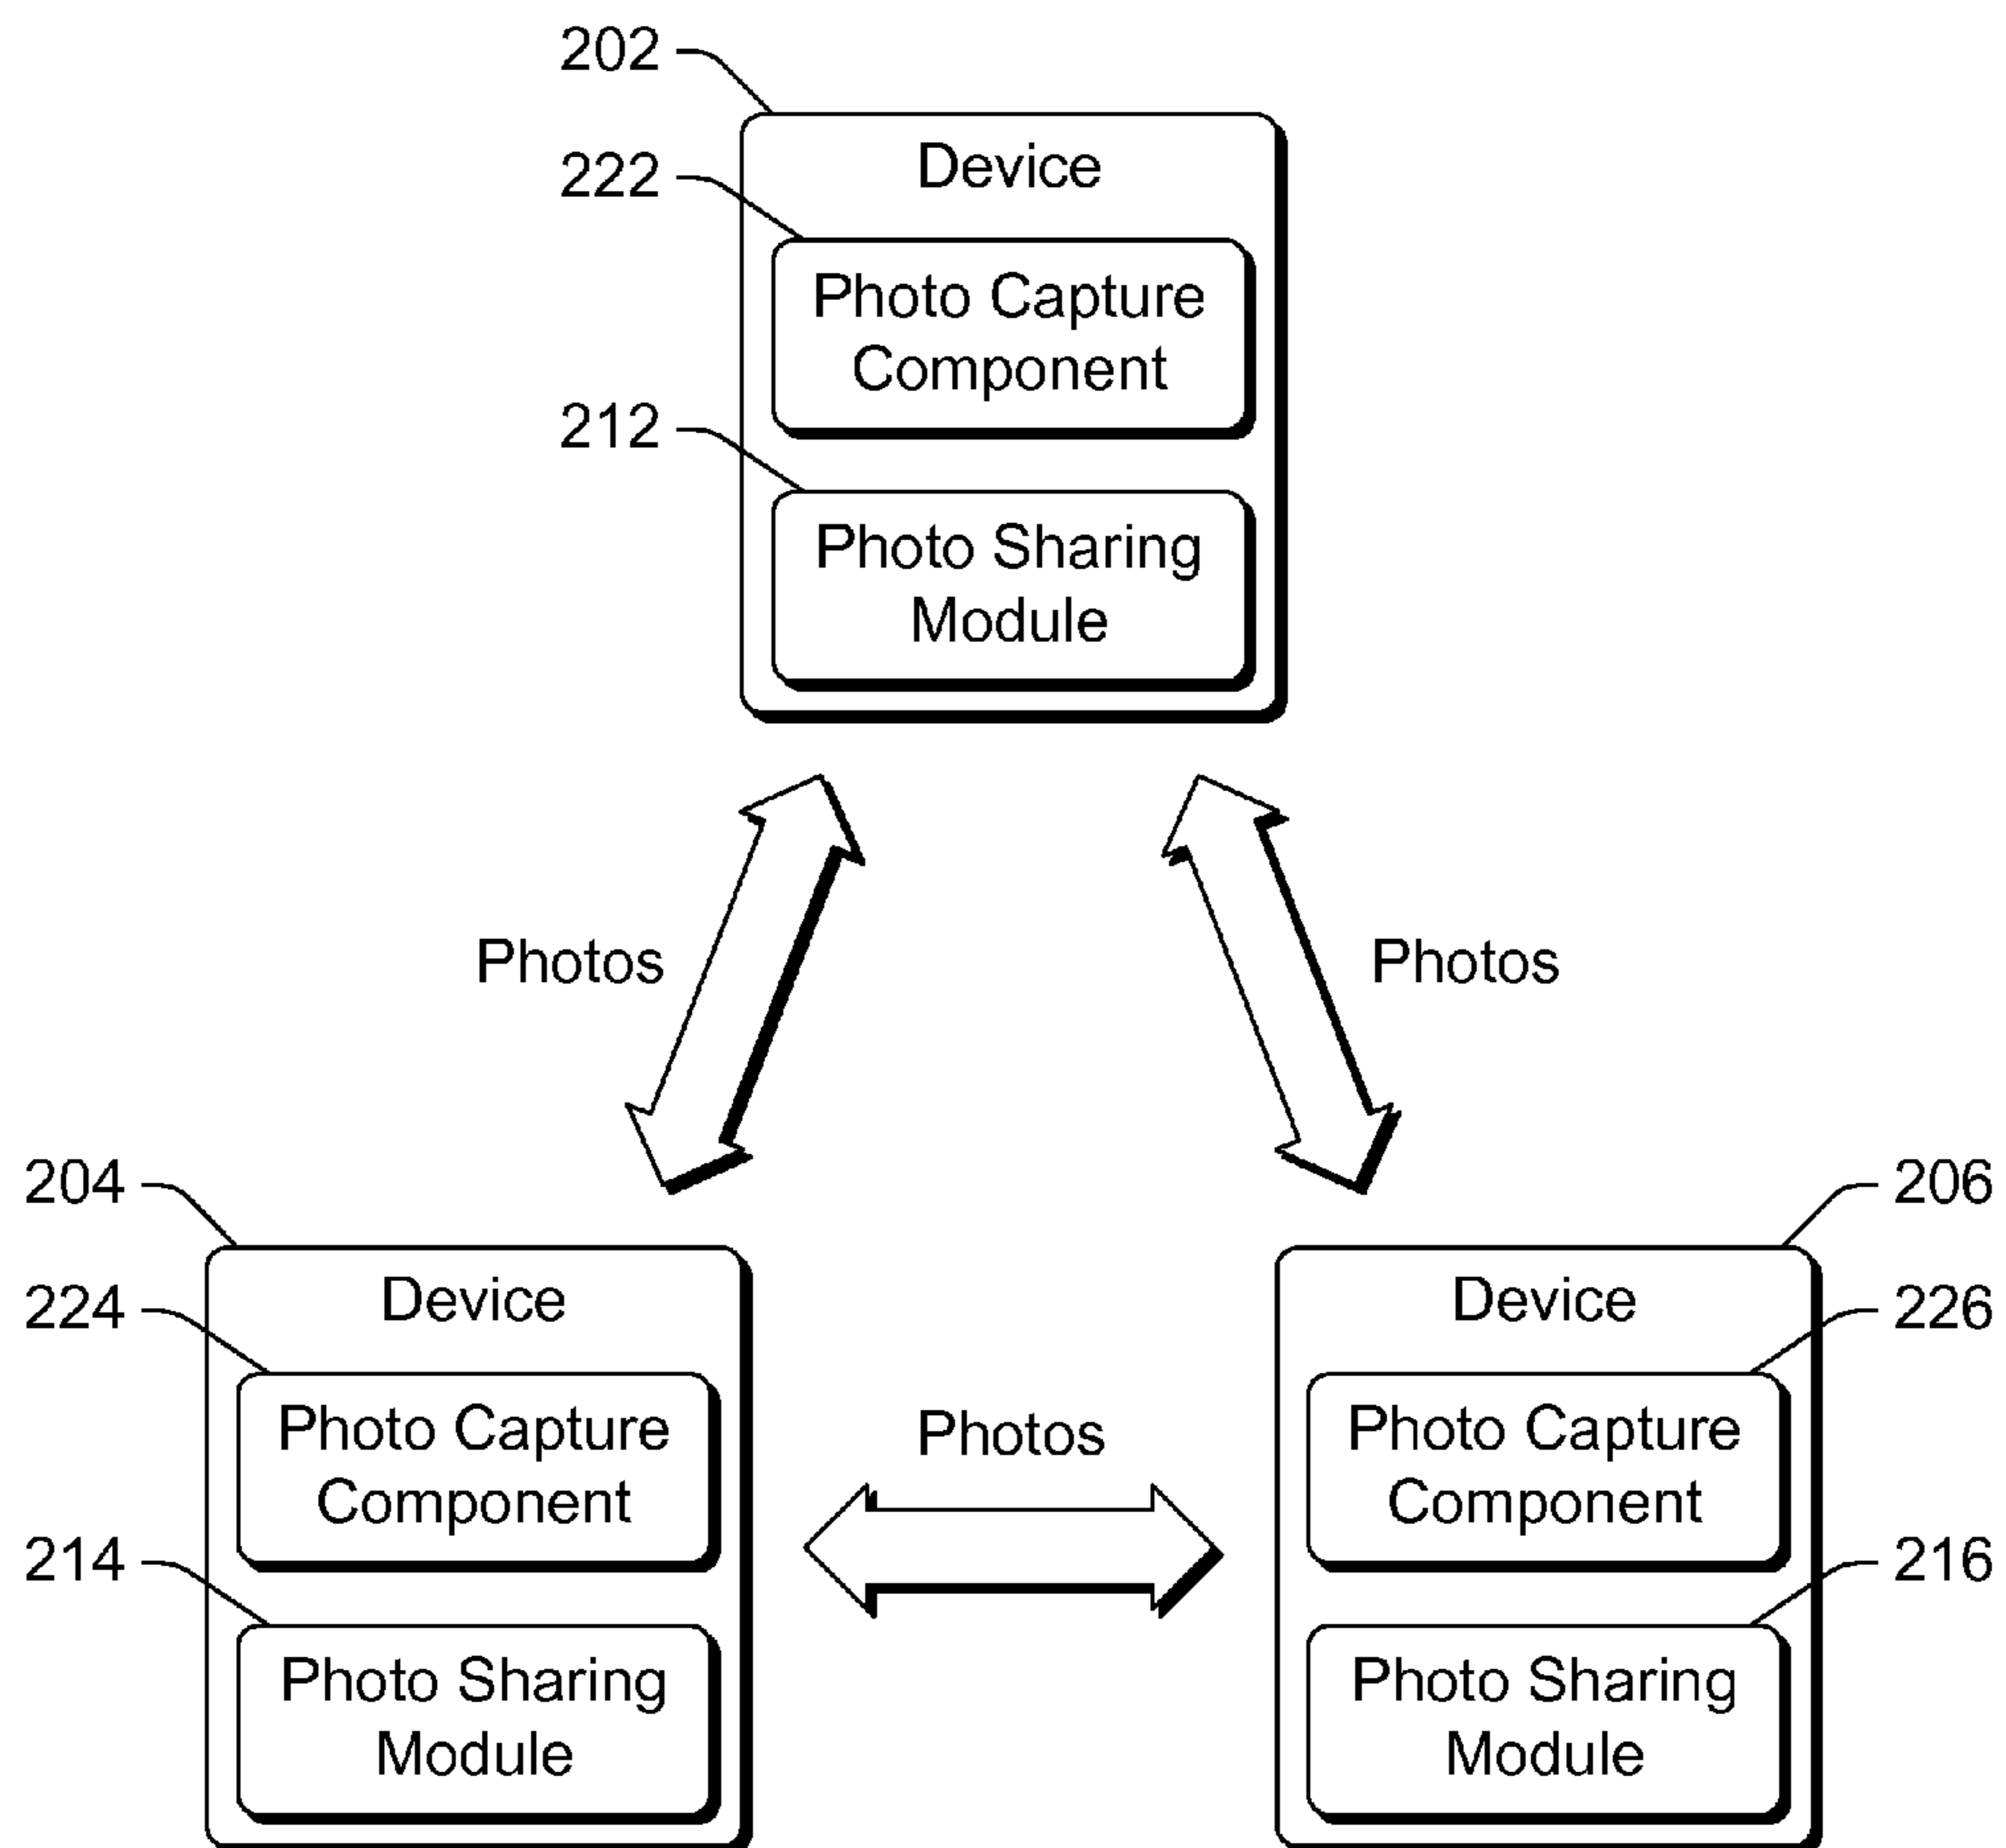 202
Device
222
Photo Capture
Component
212
Photo Sharing
Module
Photos
Photos
204
206
Device
Device
224
226
Photo Capture
Component
Photos
Photo Capture
Component
214
216
Photo Sharing
Module
Photo Sharing
Module